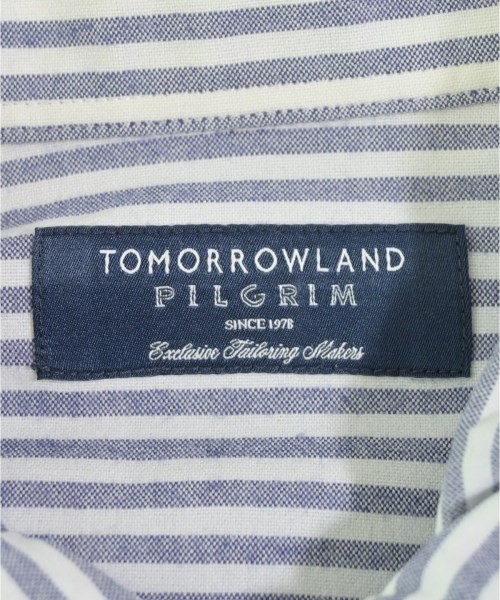 TOMORROWLAND
PILGRIM
SINCE 1978
Exclusive Tailoring Makers